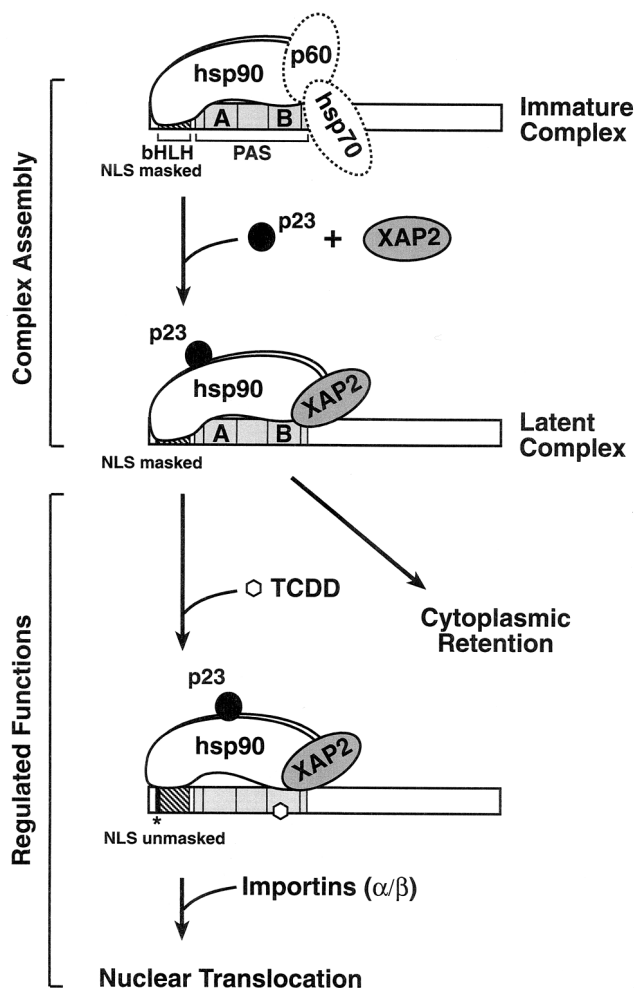 p60
hsp90
hsp70
A B
Immature
Complex
bHLH PAS
NLS masked
p23 + XAP2
Complex Assembly
p23
hsp90
XAP2
A B
Latent
Complex
NLS masked
TCDD
Cytoplasmic
Retention
Regulated Functions
p23
hsp90
XAP2
*
NLS unmasked
Importins (α/β)
Nuclear Translocation